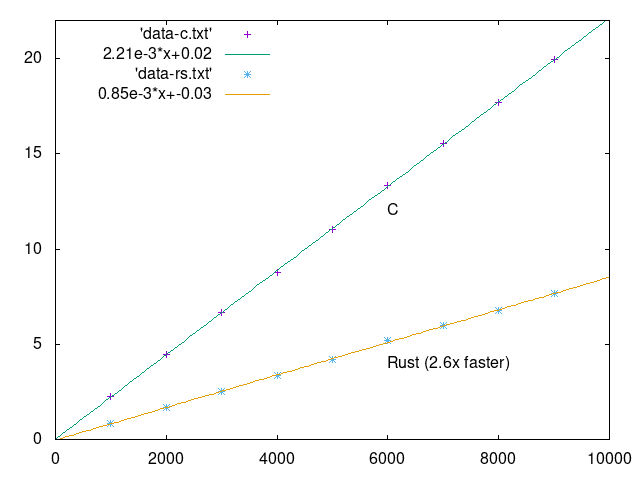 'data-c.txt'
2.21e-3*x+0.02
'data-rs.txt'
0.85e-3*x+-0.03
20
15
10
5
0
C
Rust (2.6x faster)
0 2000 4000 6000 8000 10000